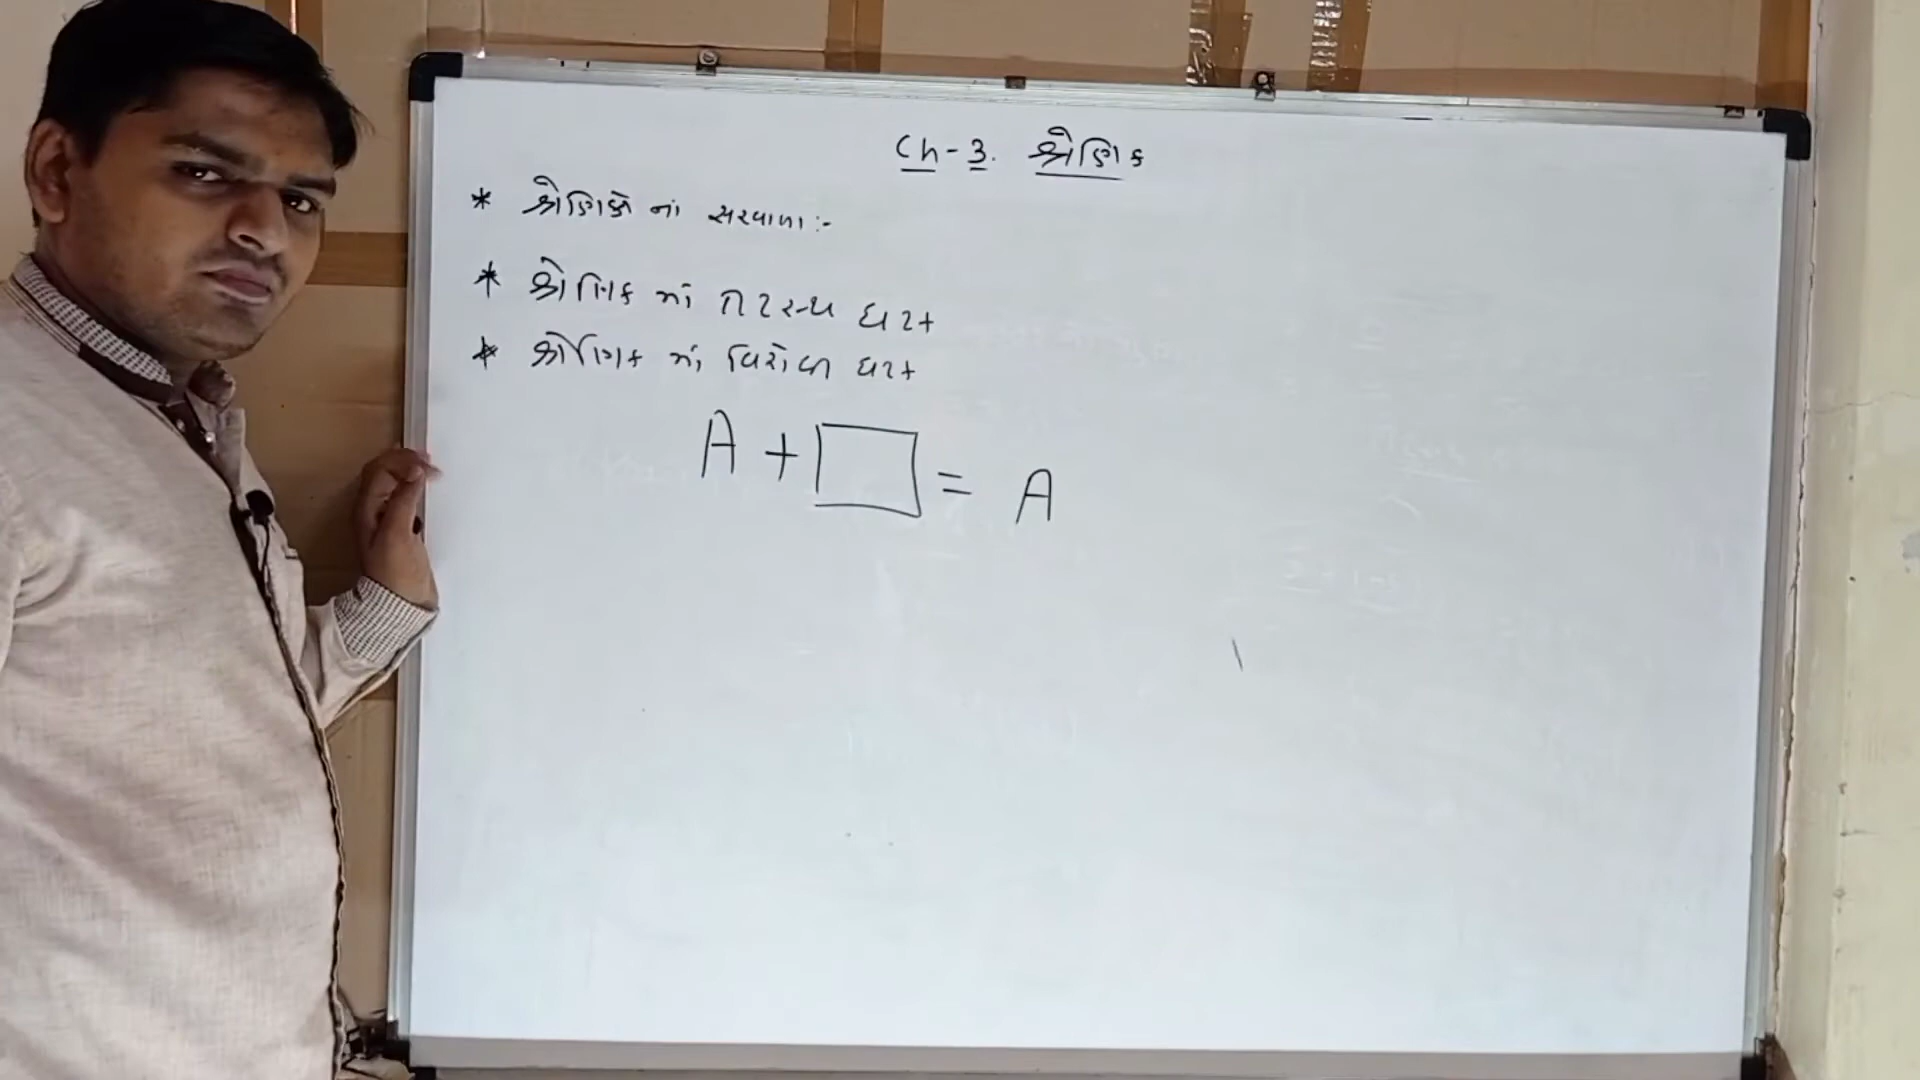 Ch-3. શ્રેણિક
* શ્રેણિકો નાં સરવાળા :-
* શ્રેણિક માં તટસ્થ ઘટક
* શ્રેણિક માં વિરોધી ઘટક
A + □ = A